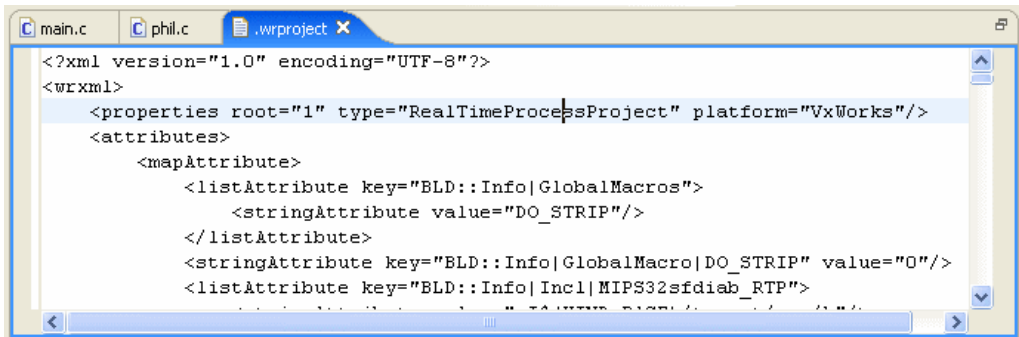 main.c phil.c .wrproject
<?xml version="1.0" encoding="UTF-8"?>
<wrxml>
<properties root="1" type="RealTimeProcessProject" platform="VxWorks"/>
<attributes>
<mapAttribute>
<listAttribute key="BLD::Info|GlobalMacros">
<stringAttribute value="DO_STRIP"/>
</listAttribute>
<stringAttribute key="BLD::Info|GlobalMacro|DO_STRIP" value="0"/>
<listAttribute key="BLD::Info|Incl|MIPS32sfdiab_RTP">